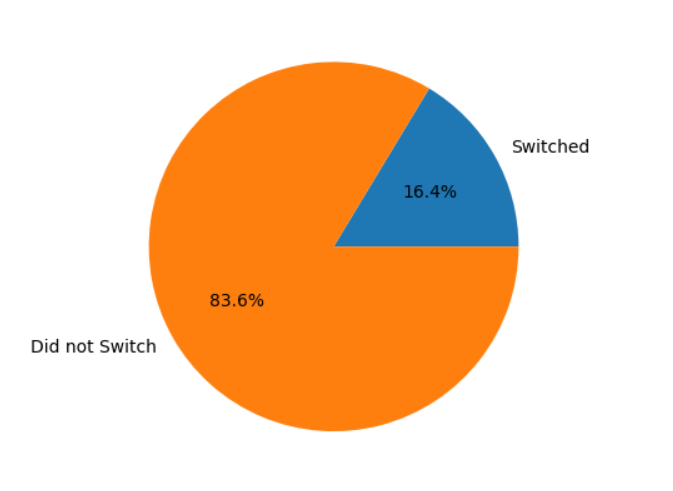 Switched
16.4%
83.6%
Did not Switch